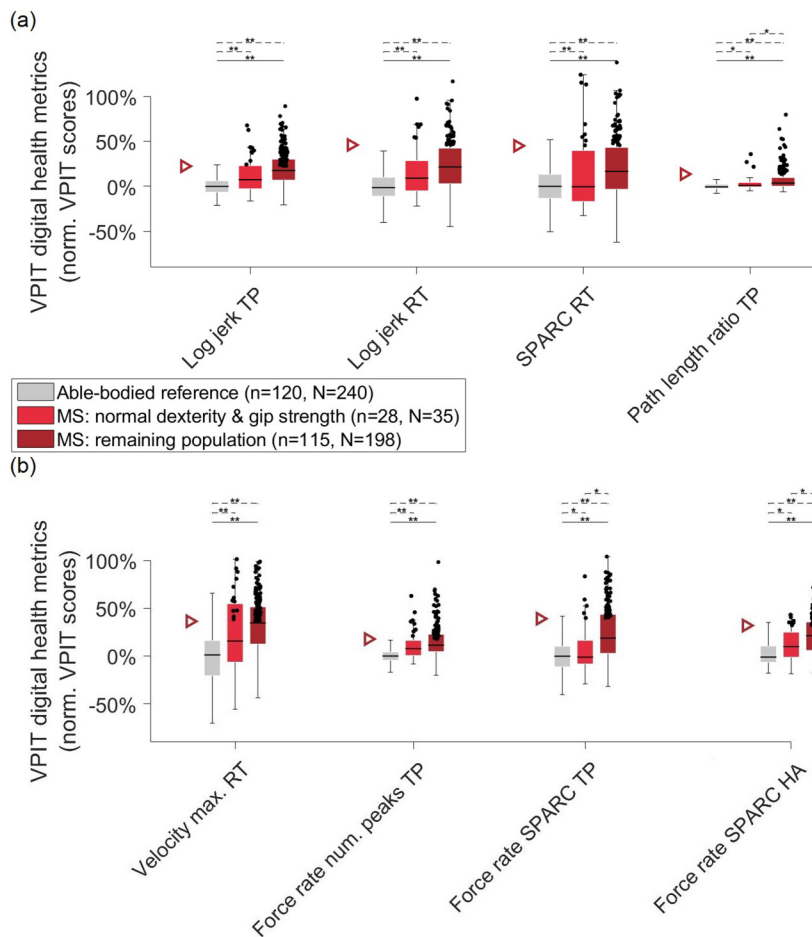 (a)
** ** ** *
** ** ** **
** ** ** *
** ** ** **
VPIT digital health metrics
(norm. VPIT scores)
100%
50%
0%
-50%
Log jerk TP
Log jerk RT
SPARC RT
Path length ratio TP
Able-bodied reference (n=120, N=240)
MS: normal dexterity & gip strength (n=28, N=35)
MS: remaining population (n=115, N=198)
(b)
* *
** ** ** **
** ** * *
** ** ** **
VPIT digital health metrics
(norm. VPIT scores)
100%
50%
0%
-50%
Velocity max. RT
Force rate num. peaks TP
Force rate SPARC TP
Force rate SPARC HA